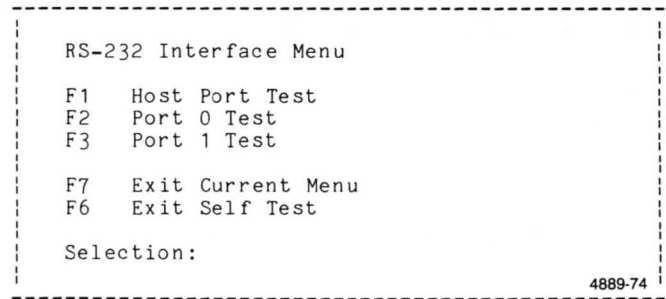 RS-232 Interface Menu
F1 Host Port Test
F2 Port 0 Test
F3 Port 1 Test
F7 Exit Current Menu
F6 Exit Self Test
Selection:
4889-74